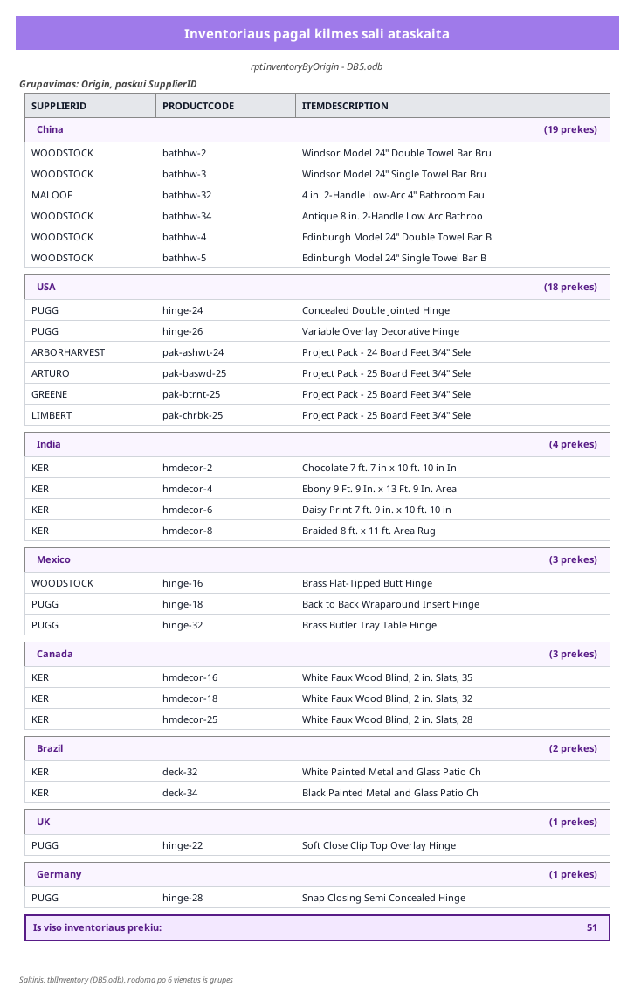 Inventoriaus pagal kilmes sali ataskaita
rptInventoryByOrigin - DB5.odb
Grupavimas: Origin, paskui SupplierID
SUPPLIERID PRODUCTCODE ITEMDESCRIPTION
China (19 prekes)
WOODSTOCK bathhw-2 Windsor Model 24" Double Towel Bar Bru
WOODSTOCK bathhw-3 Windsor Model 24" Single Towel Bar Bru
MALOOF bathhw-32 4 in. 2-Handle Low-Arc 4" Bathroom Fau
WOODSTOCK bathhw-34 Antique 8 in. 2-Handle Low Arc Bathroo
WOODSTOCK bathhw-4 Edinburgh Model 24" Double Towel Bar B
WOODSTOCK bathhw-5 Edinburgh Model 24" Single Towel Bar B
USA (18 prekes)
PUGG hinge-24 Concealed Double Jointed Hinge
PUGG hinge-26 Variable Overlay Decorative Hinge
ARBORHARVEST pak-ashwt-24 Project Pack - 24 Board Feet 3/4" Sele
ARTURO pak-baswd-25 Project Pack - 25 Board Feet 3/4" Sele
GREENE pak-btrnt-25 Project Pack - 25 Board Feet 3/4" Sele
LIMBERT pak-chrbk-25 Project Pack - 25 Board Feet 3/4" Sele
India (4 prekes)
KER hmdecor-2 Chocolate 7 ft. 7 in x 10 ft. 10 in In
KER hmdecor-4 Ebony 9 Ft. 9 In. x 13 Ft. 9 In. Area
KER hmdecor-6 Daisy Print 7 ft. 9 in. x 10 ft. 10 in
KER hmdecor-8 Braided 8 ft. x 11 ft. Area Rug
Mexico (3 prekes)
WOODSTOCK hinge-16 Brass Flat-Tipped Butt Hinge
PUGG hinge-18 Back to Back Wraparound Insert Hinge
PUGG hinge-32 Brass Butler Tray Table Hinge
Canada (3 prekes)
KER hmdecor-16 White Faux Wood Blind, 2 in. Slats, 35
KER hmdecor-18 White Faux Wood Blind, 2 in. Slats, 32
KER hmdecor-25 White Faux Wood Blind, 2 in. Slats, 28
Brazil (2 prekes)
KER deck-32 White Painted Metal and Glass Patio Ch
KER deck-34 Black Painted Metal and Glass Patio Ch
UK (1 prekes)
PUGG hinge-22 Soft Close Clip Top Overlay Hinge
Germany (1 prekes)
PUGG hinge-28 Snap Closing Semi Concealed Hinge
Is viso inventoriaus prekiu: 51
Saltinis: tblInventory (DB5.odb), rodoma po 6 vienetus is grupes